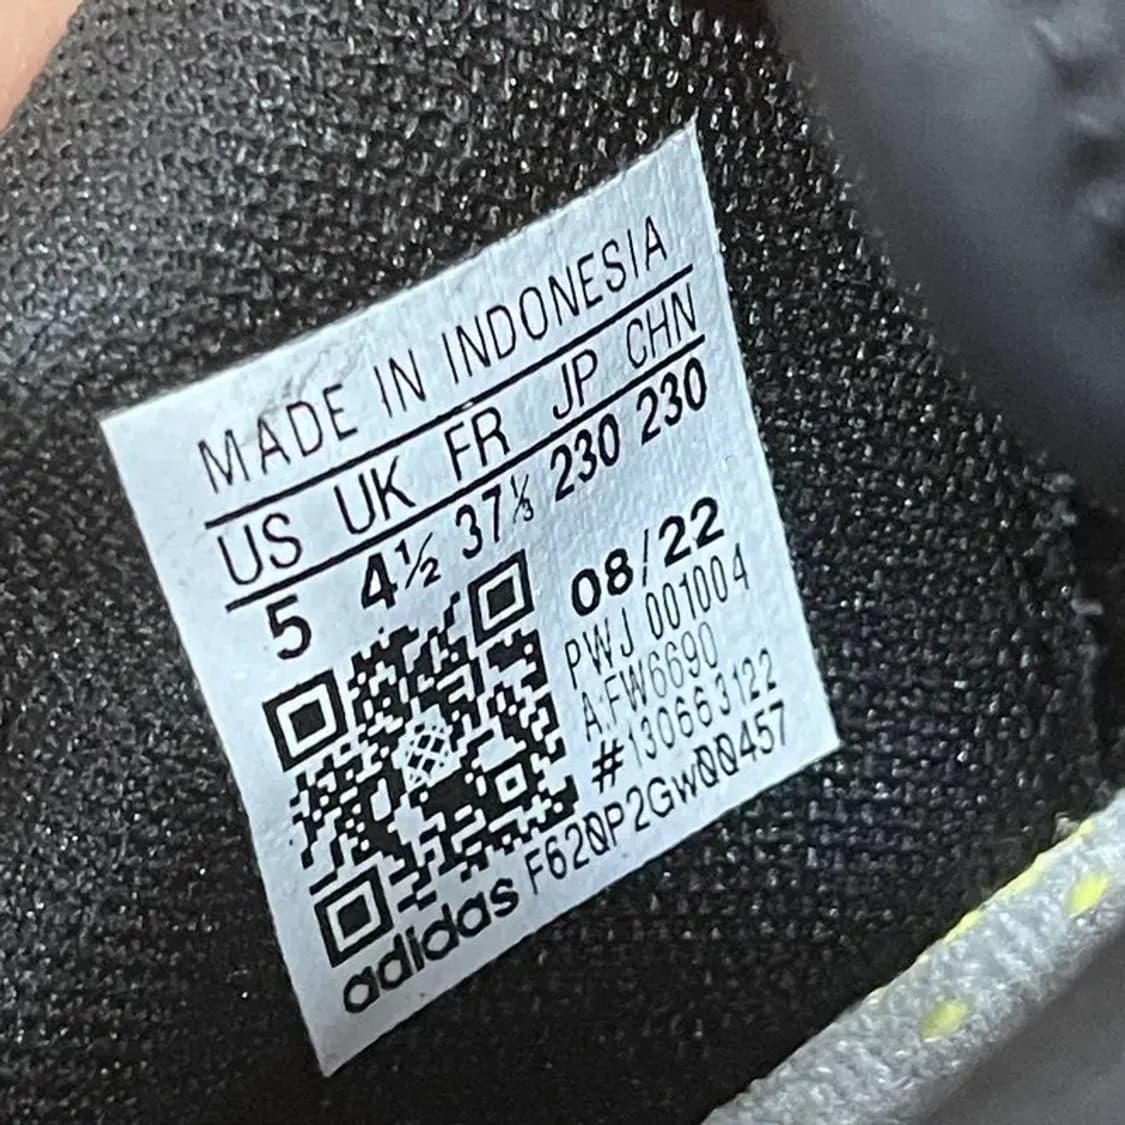 MADE IN INDONESIA
US UK FR JP CHN
5 4½ 37⅓ 230 230
08/22
PWJ 001004
A:FW6690
#130663122
adidas F620P2GW00457